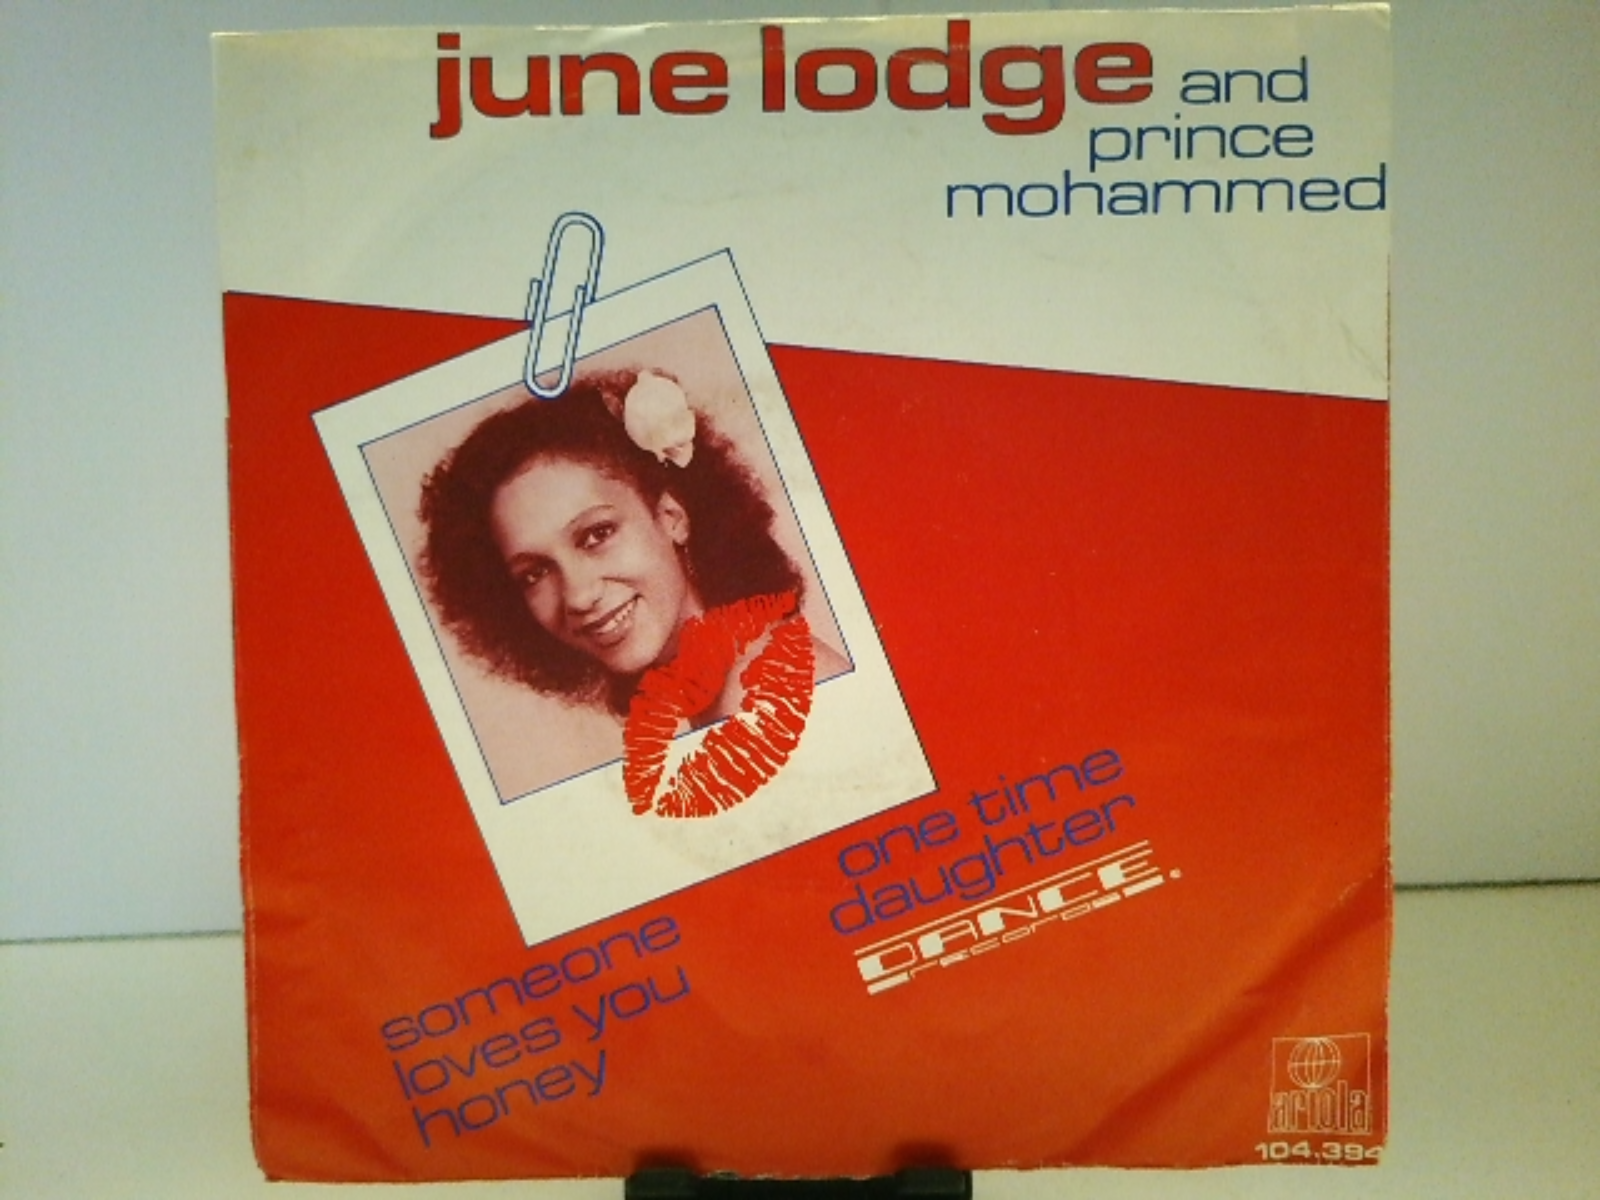 june lodge and
prince
mohammed
one time
daughter
DANCE
records
someone
loves you
honey
ariola
104.394